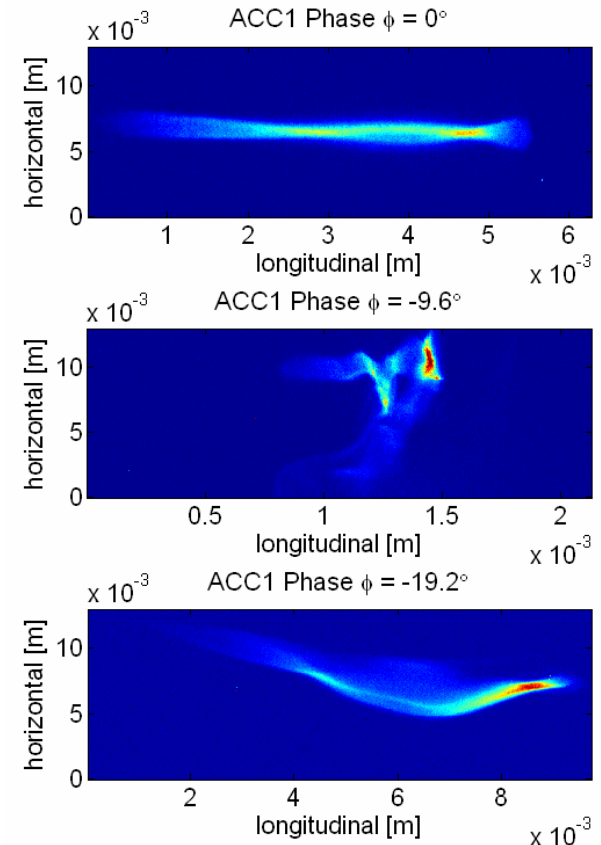 x 10⁻³ ACC1 Phase ϕ = 0°
horizontal [m]
10
5
0
1 2 3 4 5 6
longitudinal [m]
x 10⁻³
x 10⁻³ ACC1 Phase ϕ = -9.6°
horizontal [m]
10
5
0
0.5 1 1.5 2
longitudinal [m]
x 10⁻³
x 10⁻³ ACC1 Phase ϕ = -19.2°
horizontal [m]
10
5
0
2 4 6 8
longitudinal [m]
x 10⁻³